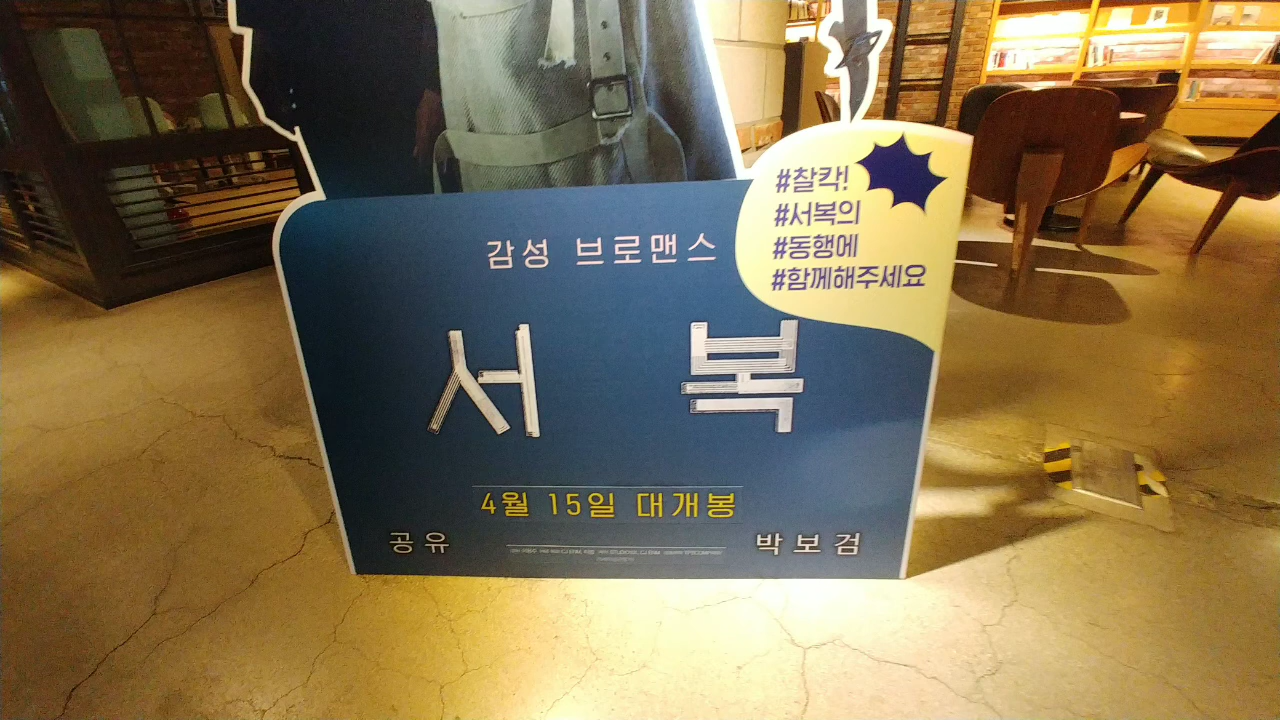 감성 브로맨스
#찰칵!
#서복의
#동행에
#함께해주세요
서 복
4월 15일 대개봉
공유
박보검